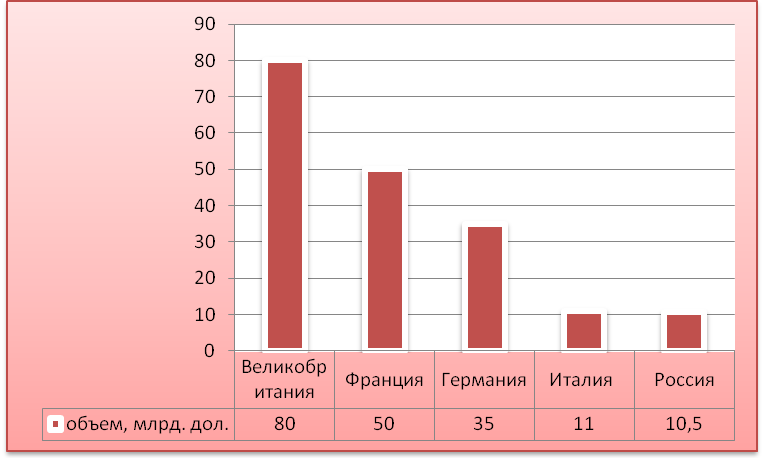 90
80
70
60
50
40
30
20
10
0
Великобр
итания
Франция
Германия
Италия
Россия
объем, млрд. дол.
80
50
35
11
10,5